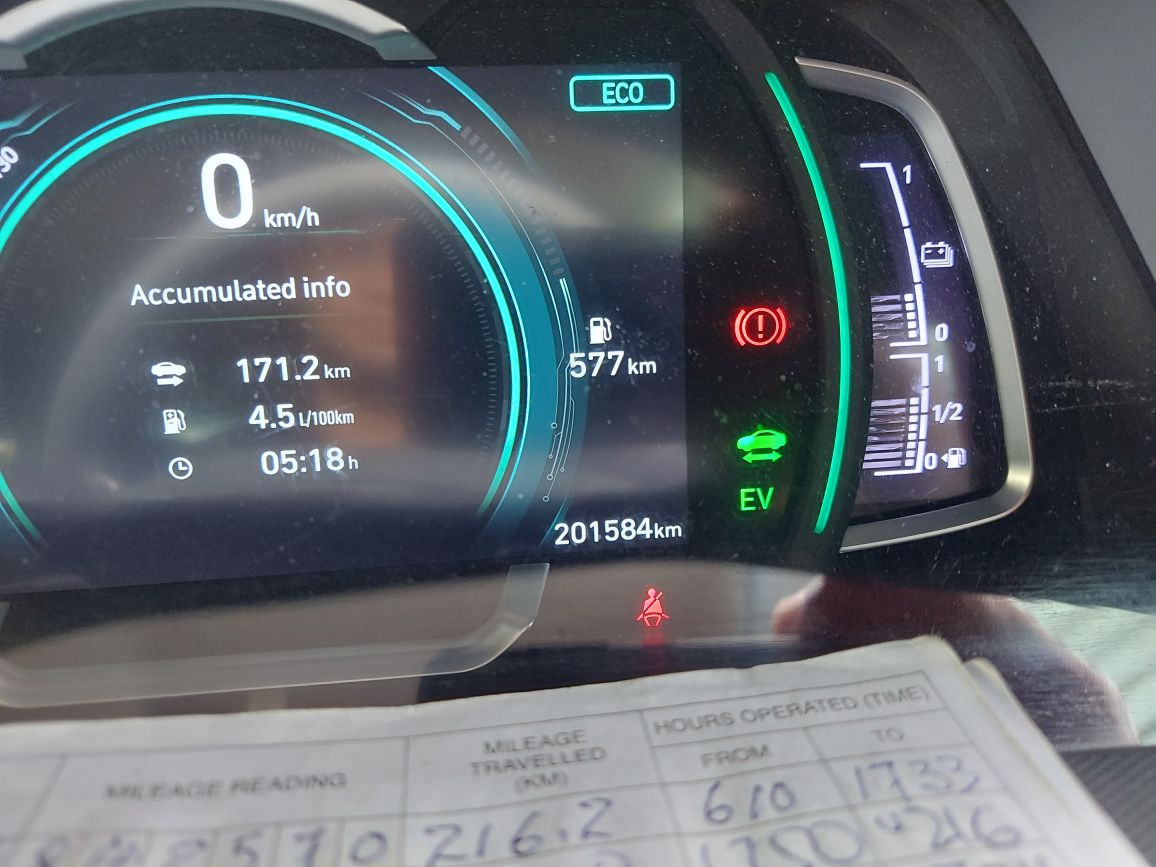 ECO
0 km/h
Accumulated info
171.2 km
4.5 L/100km
05:18 h
577 km
201584 km
EV
1
0
1
1/2
0
HOURS OPERATED (TIME)
MILEAGE READING
MILEAGE
TRAVELLED
(KM)
FROM
TO
570
216.2
610
1733